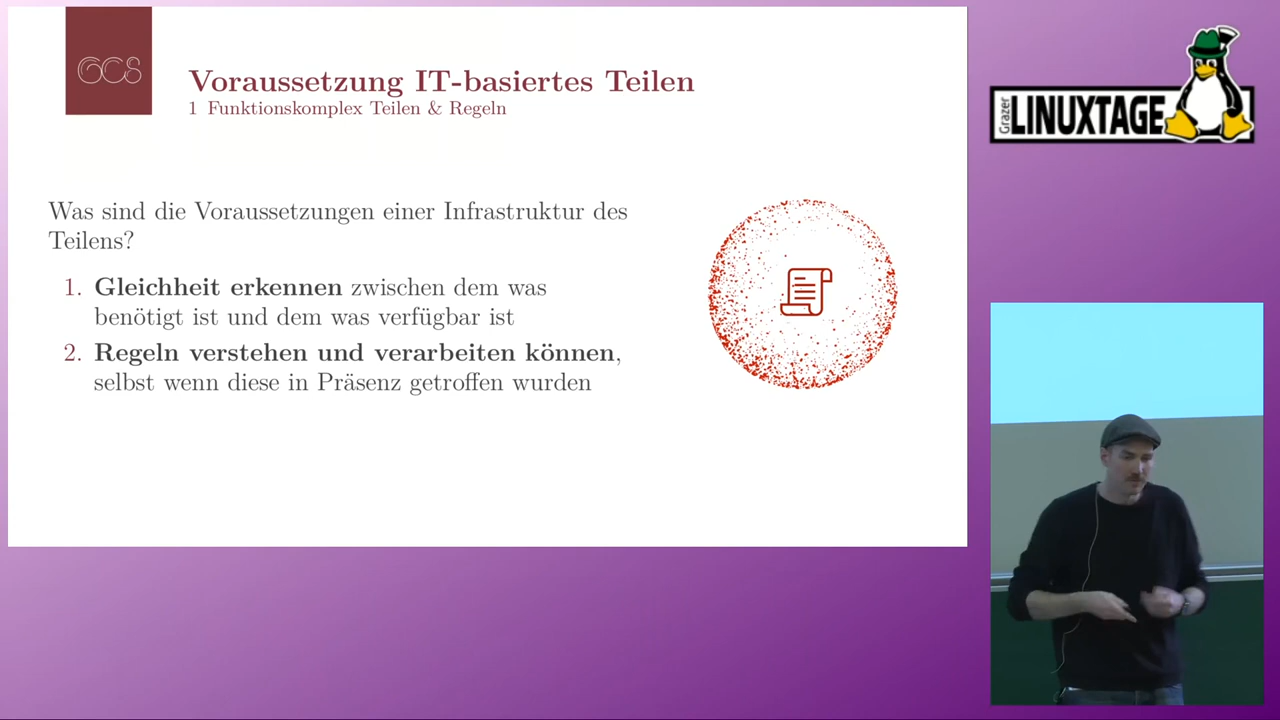 GCS
Voraussetzung IT-basiertes Teilen
1 Funktionskomplex Teilen & Regeln
Was sind die Voraussetzungen einer Infrastruktur des
Teilens?
1. Gleichheit erkennen zwischen dem was
benötigt ist und dem was verfügbar ist
2. Regeln verstehen und verarbeiten können,
selbst wenn diese in Präsenz getroffen wurden
Grazer
LINUXTAGE